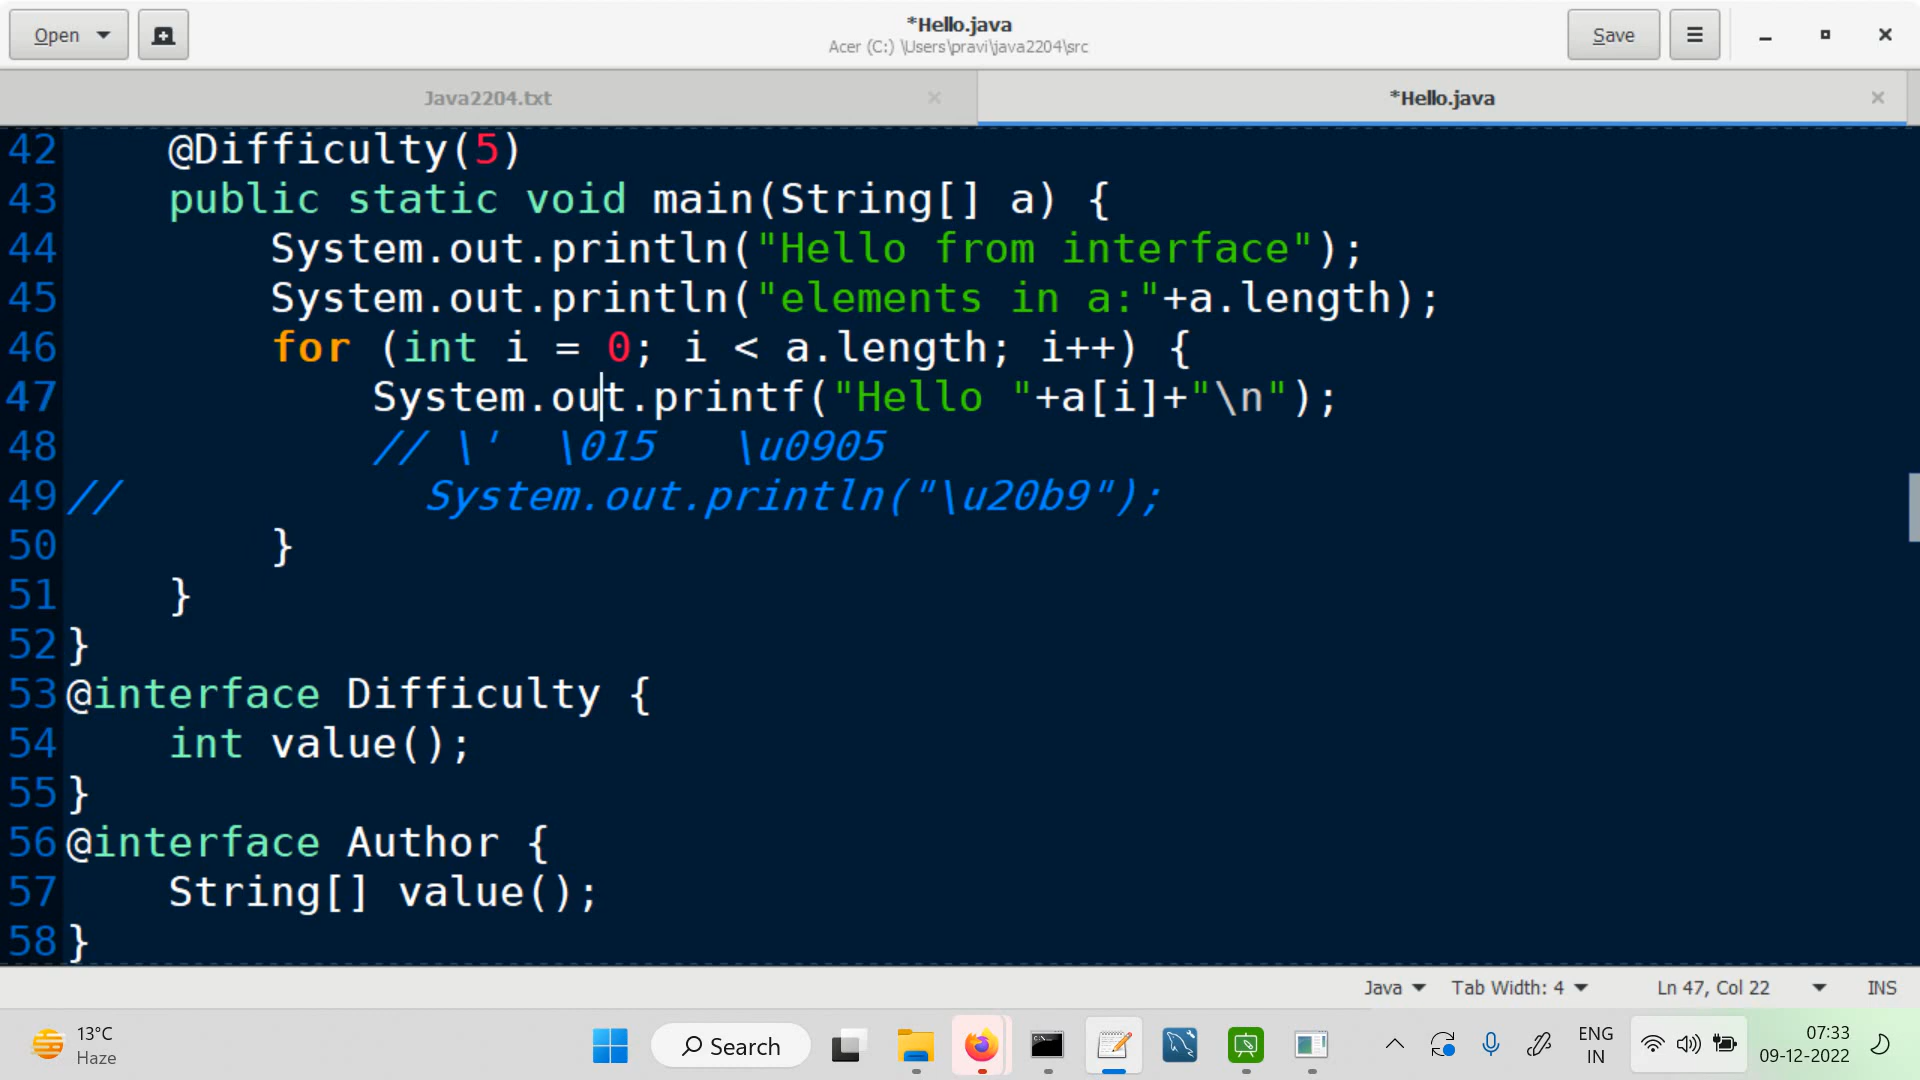 Open
*Hello.java
Acer (C:) \Users\pravi\java2204\src
Save
Java2204.txt
*Hello.java
42 @Difficulty(5)
43 public static void main(String[] a) {
44 System.out.println("Hello from interface");
45 System.out.println("elements in a:"+a.length);
46 for (int i = 0; i < a.length; i++) {
47 System.out.printf("Hello "+a[i]+"\n");
48 // \' \015 \u0905
49 // System.out.println("\u20b9");
50 }
51 }
52 }
53 @interface Difficulty {
54 int value();
55 }
56 @interface Author {
57 String[] value();
58 }
Java Tab Width: 4 Ln 47, Col 22 INS
13°C
Haze
Search
ENG
IN
07:33
09-12-2022